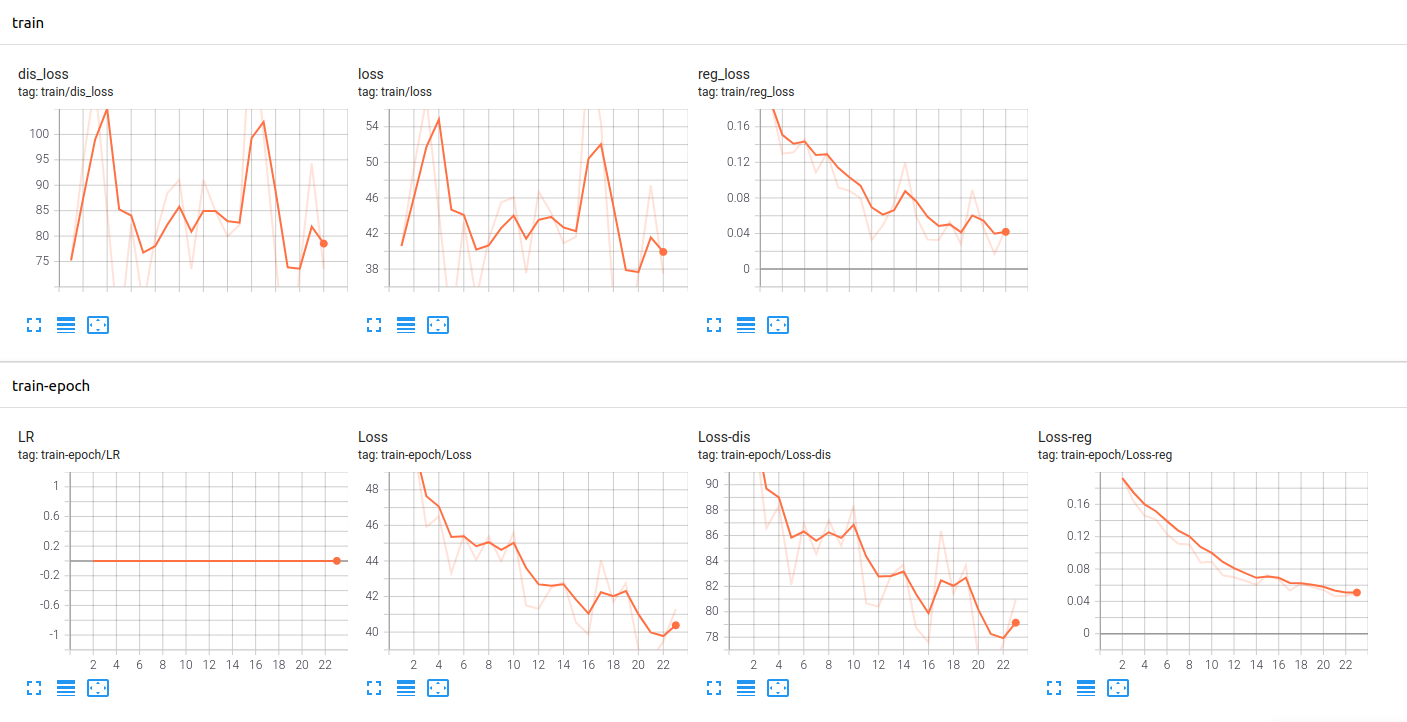 train
dis_loss
tag: train/dis_loss
100
95
90
85
80
75
loss
tag: train/loss
54
50
46
42
38
reg_loss
tag: train/reg_loss
0.16
0.12
0.08
0.04
0
train-epoch
LR
tag: train-epoch/LR
1
0.6
0.2
-0.2
-0.6
-1
2 4 6 8 10 12 14 16 18 20 22
Loss
tag: train-epoch/Loss
48
46
44
42
40
2 4 6 8 10 12 14 16 18 20 22
Loss-dis
tag: train-epoch/Loss-dis
90
88
86
84
82
80
78
2 4 6 8 10 12 14 16 18 20 22
Loss-reg
tag: train-epoch/Loss-reg
0.16
0.12
0.08
0.04
0
2 4 6 8 10 12 14 16 18 20 22